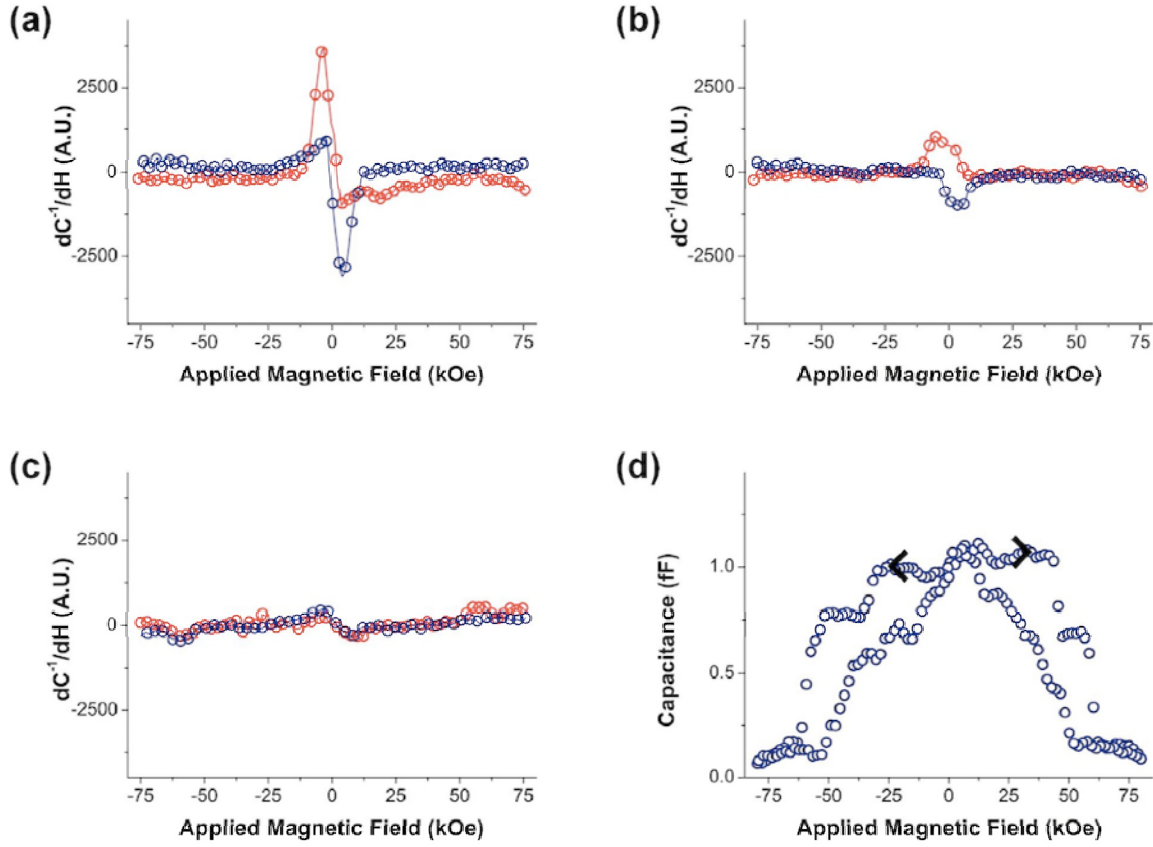 (a)
dC⁻¹/dH (A.U.)
2500
0
-2500
-75 -50 -25 0 25 50 75
Applied Magnetic Field (kOe)
(b)
dC⁻¹/dH (A.U.)
2500
0
-2500
-75 -50 -25 0 25 50 75
Applied Magnetic Field (kOe)
(c)
dC⁻¹/dH (A.U.)
2500
0
-2500
-75 -50 -25 0 25 50 75
Applied Magnetic Field (kOe)
(d)
Capacitance (fF)
1.0
0.5
0.0
-75 -50 -25 0 25 50 75
Applied Magnetic Field (kOe)